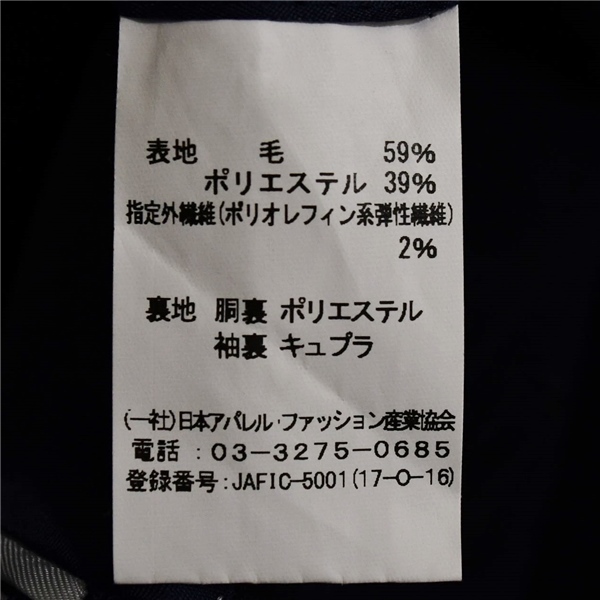 表地 毛 59%
ポリエステル 39%
指定外繊維(ポリオレフィン系弾性繊維)
2%
裏地 胴裏 ポリエステル
袖裏 キュプラ
(一社)日本アパレル・ファッション産業協会
電話 : 03-3275-0685
登録番号:JAFIC-5001(17-O-16)